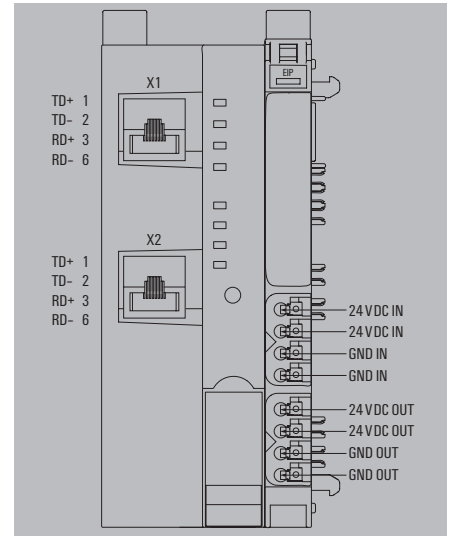 EIP
X1
TD+ 1
TD- 2
RD+ 3
RD- 6
X2
TD+ 1
TD- 2
RD+ 3
RD- 6
24 V DC IN
24 V DC IN
GND IN
GND IN
24 V DC OUT
24 V DC OUT
GND OUT
GND OUT